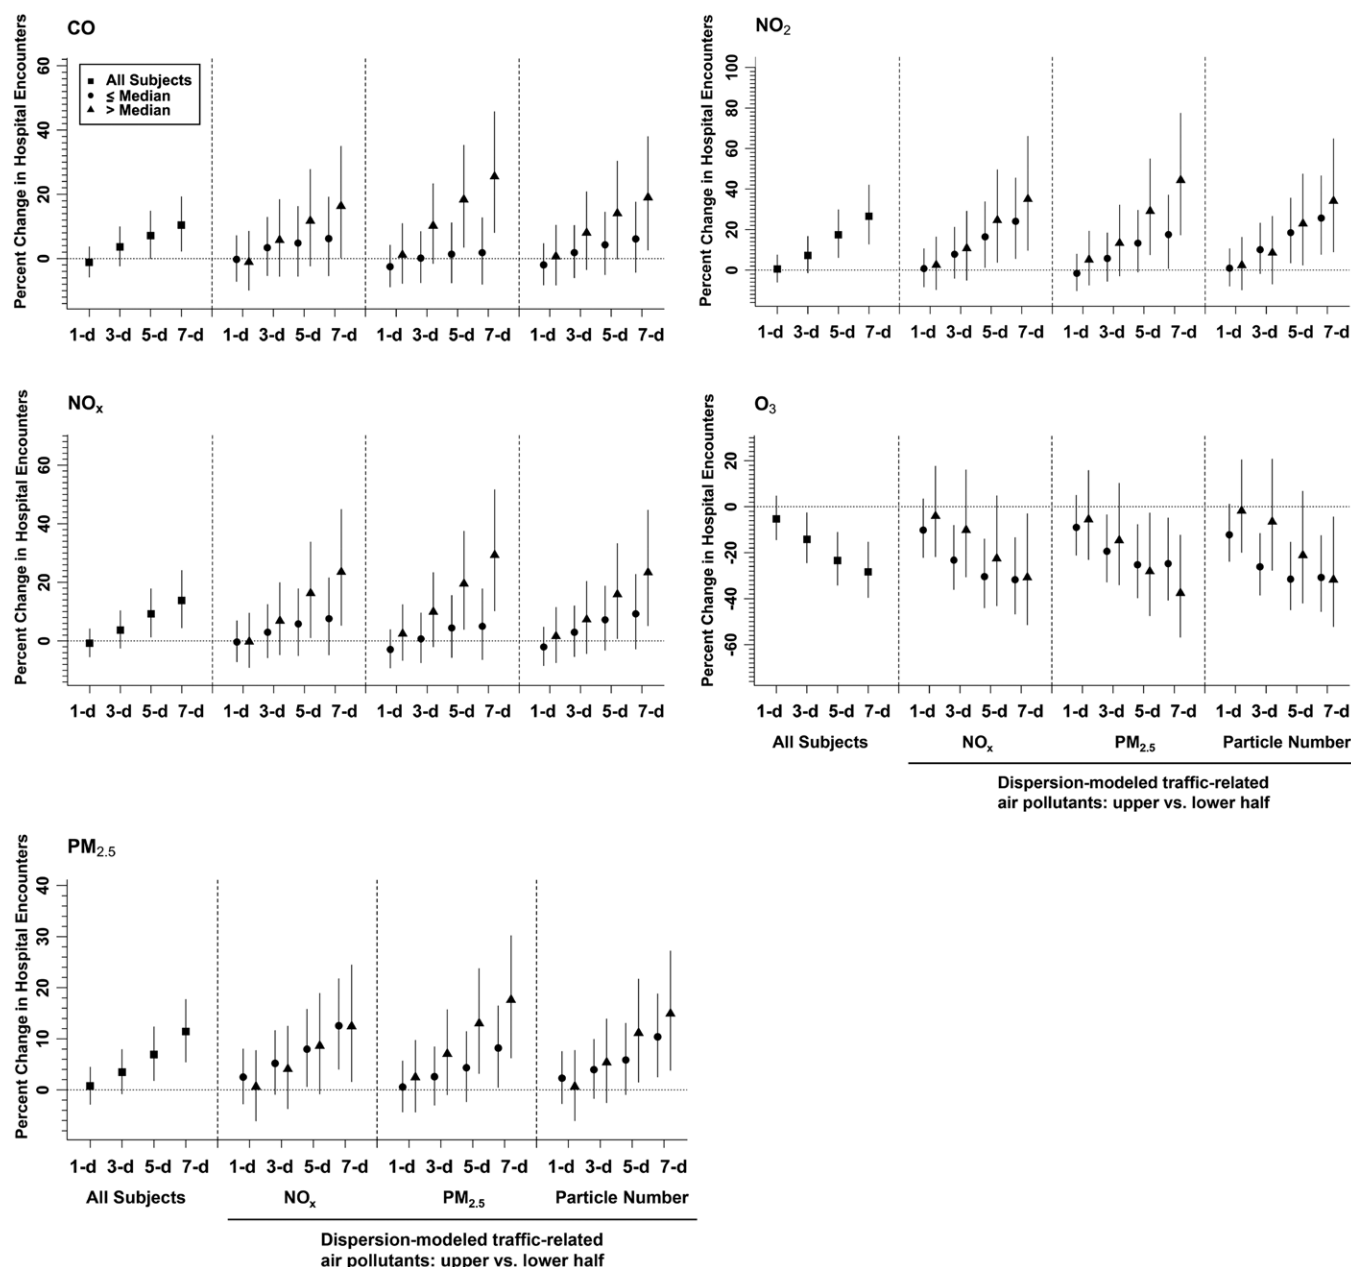 CO
Percent Change in Hospital Encounters
60
40
20
0
All Subjects
≤ Median
> Median
1-d 3-d 5-d 7-d 1-d 3-d 5-d 7-d 1-d 3-d 5-d 7-d 1-d 3-d 5-d 7-d
NO2
Percent Change in Hospital Encounters
100
80
60
40
20
0
1-d 3-d 5-d 7-d 1-d 3-d 5-d 7-d 1-d 3-d 5-d 7-d 1-d 3-d 5-d 7-d
NOx
Percent Change in Hospital Encounters
60
40
20
0
1-d 3-d 5-d 7-d 1-d 3-d 5-d 7-d 1-d 3-d 5-d 7-d 1-d 3-d 5-d 7-d
O3
Percent Change in Hospital Encounters
20
0
-20
-40
-60
1-d 3-d 5-d 7-d 1-d 3-d 5-d 7-d 1-d 3-d 5-d 7-d 1-d 3-d 5-d 7-d
All Subjects NOx PM2.5 Particle Number
Dispersion-modeled traffic-related
air pollutants: upper vs. lower half
PM2.5
Percent Change in Hospital Encounters
40
30
20
10
0
1-d 3-d 5-d 7-d 1-d 3-d 5-d 7-d 1-d 3-d 5-d 7-d 1-d 3-d 5-d 7-d
All Subjects NOx PM2.5 Particle Number
Dispersion-modeled traffic-related
air pollutants: upper vs. lower half